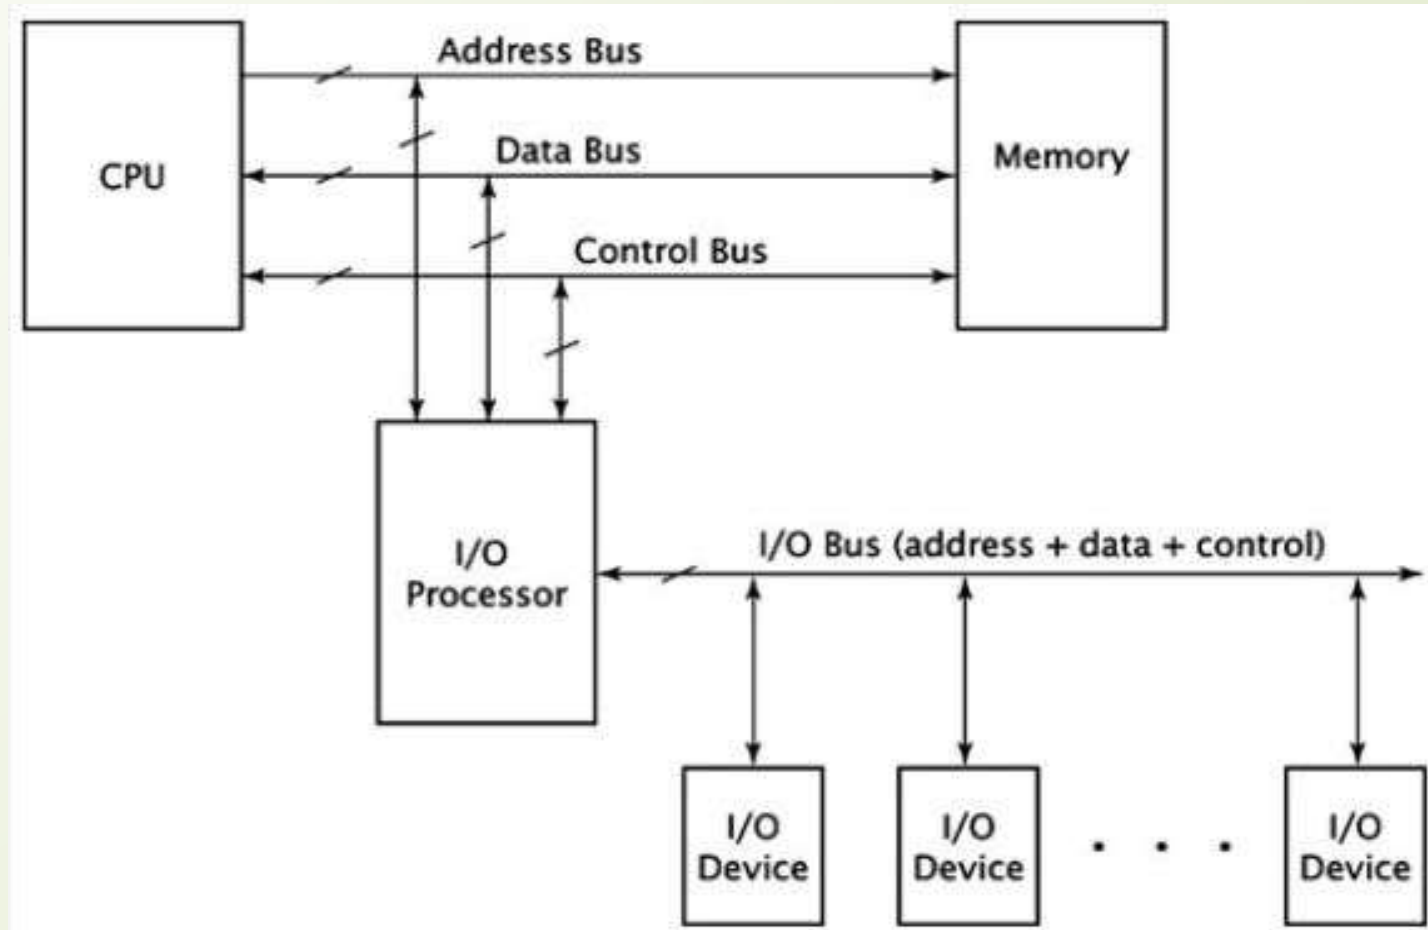 Address Bus
CPU
Data Bus
Memory
Control Bus
I/O
Processor
I/O Bus (address + data + control)
I/O
Device
I/O
Device
. . .
I/O
Device